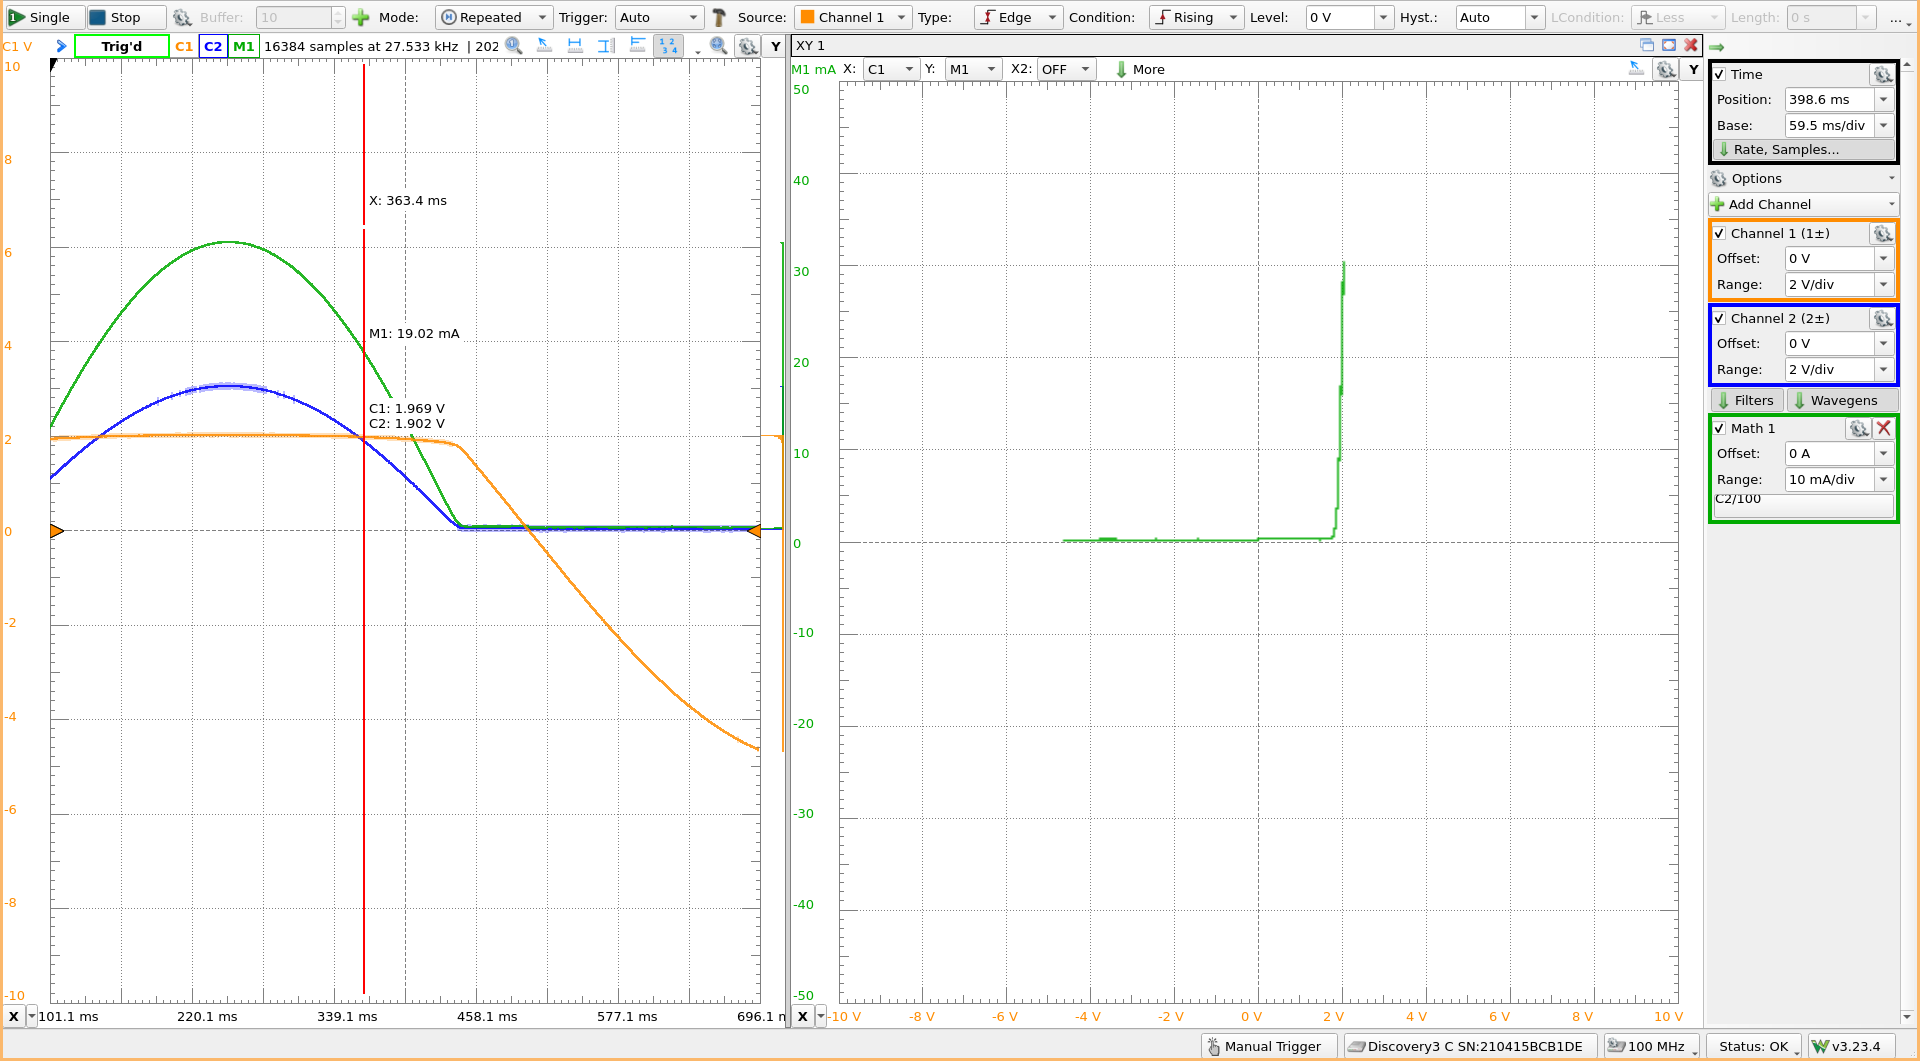 Single Stop Buffer: 10 Mode: Repeated Trigger: Auto Source: Channel 1 Type: Edge Condition: Rising Level: 0 V Hyst.: Auto LCondition: Less Length: 0 s ...
C1 V Trig'd C1 C2 M1 16384 samples at 27.533 kHz | 202 Y
10
8
6
4
2
0
-2
-4
-6
-8
-10
X: 363.4 ms
M1: 19.02 mA
C1: 1.969 V
C2: 1.902 V
X 101.1 ms 220.1 ms 339.1 ms 458.1 ms 577.1 ms 696.1 m
XY 1
M1 mA X: C1 Y: M1 X2: OFF More Y
50
40
30
20
10
0
-10
-20
-30
-40
-50
X -10 V -8 V -6 V -4 V -2 V 0 V 2 V 4 V 6 V 8 V 10 V
Time
Position: 398.6 ms
Base: 59.5 ms/div
Rate, Samples...
Options
Add Channel
Channel 1 (1±)
Offset: 0 V
Range: 2 V/div
Channel 2 (2±)
Offset: 0 V
Range: 2 V/div
Filters Wavegens
Math 1
Offset: 0 A
Range: 10 mA/div
C2/100
Manual Trigger Discovery3 C SN:210415BCB1DE 100 MHz Status: OK v3.23.4